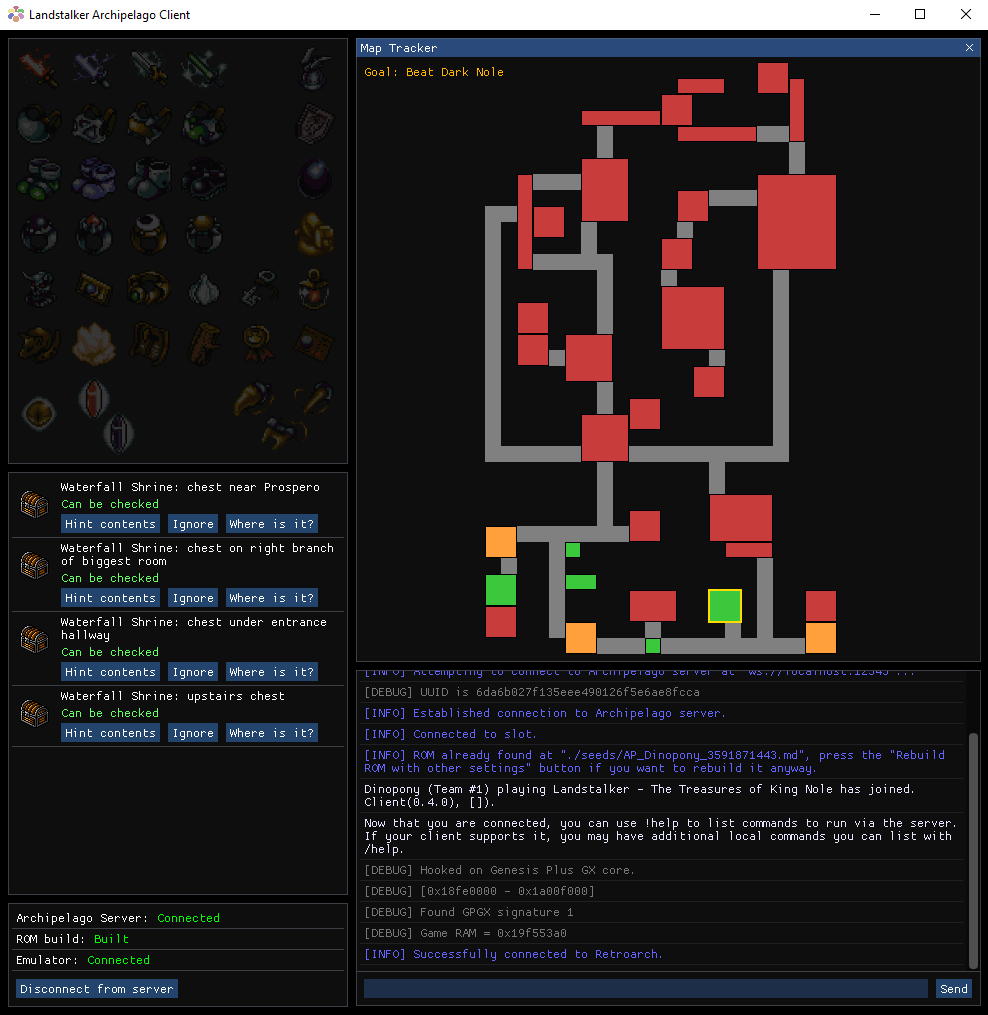 Landstalker Archipelago Client
Map Tracker
Goal: Beat Dark Nole
Waterfall Shrine: chest near Prospero
Can be checked
Hint contents Ignore Where is it?
Waterfall Shrine: chest on right branch
of biggest room
Can be checked
Hint contents Ignore Where is it?
Waterfall Shrine: chest under entrance
hallway
Can be checked
Hint contents Ignore Where is it?
Waterfall Shrine: upstairs chest
Can be checked
Hint contents Ignore Where is it?
Archipelago Server: Connected
ROM build: Built
Emulator: Connected
Disconnect from server
[INFO] Attempting to connect to Archipelago server at 'ws://localhost:12345'...
[DEBUG] UUID is 6da6b027f135eee490126f5e6ae8fcca
[INFO] Established connection to Archipelago server.
[INFO] Connected to slot.
[INFO] ROM already found at "./seeds/AP_Dinopony_3591871443.md", press the "Rebuild
ROM with other settings" button if you want to rebuild it anyway.
Dinopony (Team #1) playing Landstalker - The Treasures of King Nole has joined.
Client(0.4.0), []).
Now that you are connected, you can use !help to list commands to run via the server.
If your client supports it, you may have additional local commands you can list with
/help.
[DEBUG] Hooked on Genesis Plus GX core.
[DEBUG] [0x18fe0000 - 0x1a00f000]
[DEBUG] Found GPGX signature 1
[DEBUG] Game RAM = 0x19f553a0
[INFO] Successfully connected to Retroarch.
Send